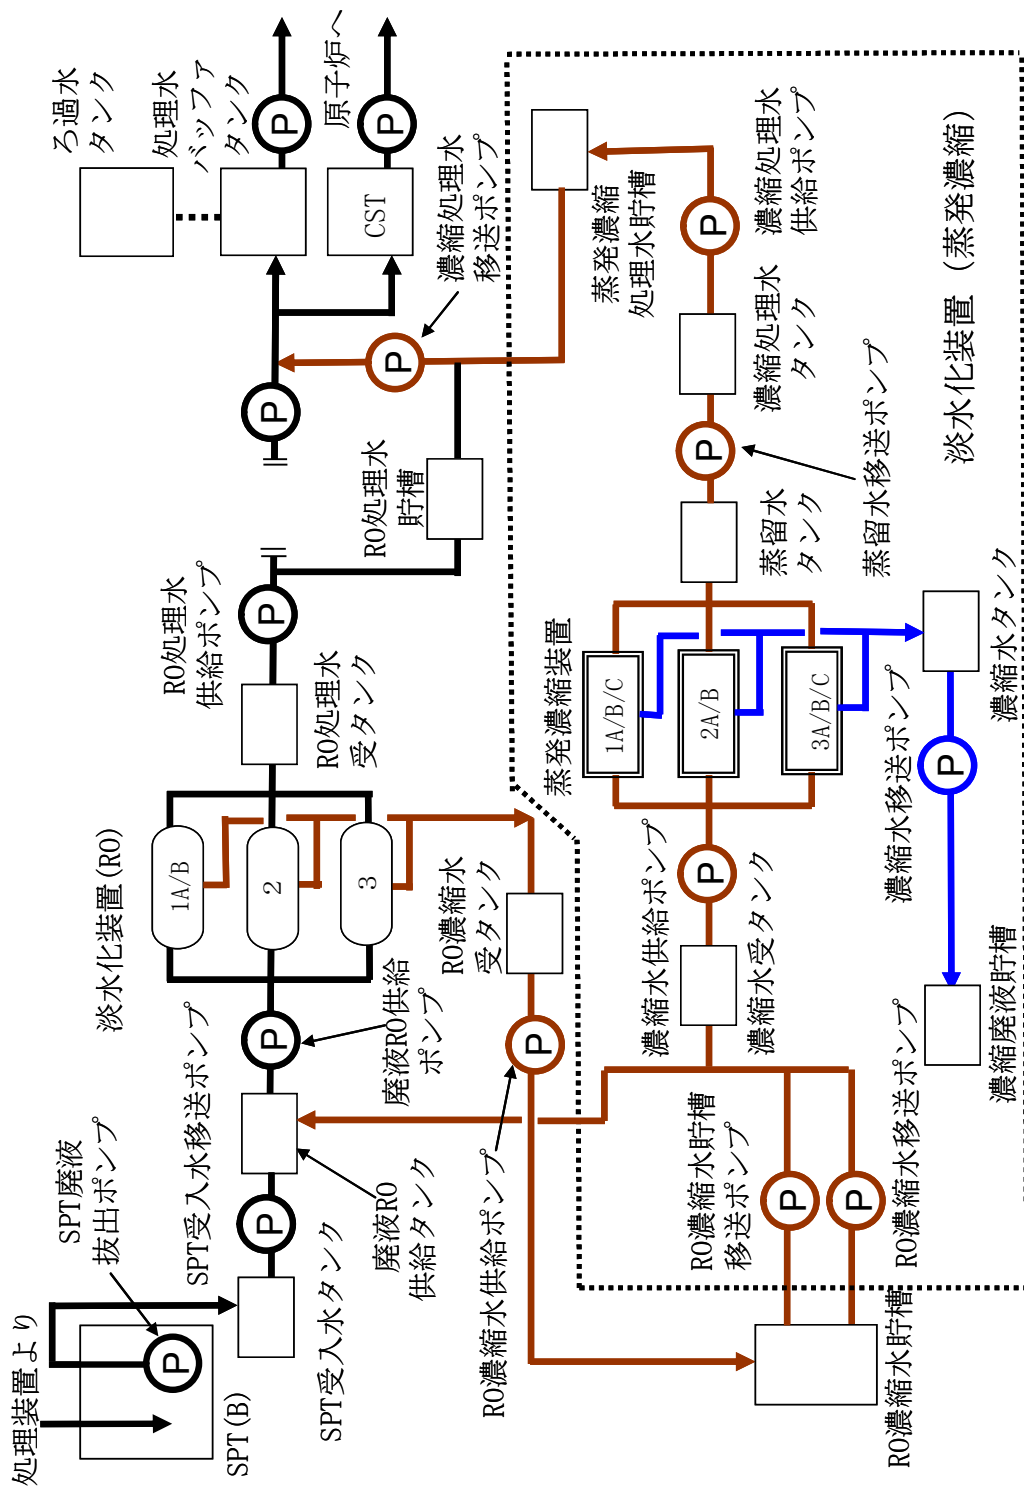 処理装置より
SPT(B)
SPT廃液
抜出ポンプ
P
SPT受入水タンク
SPT受入水移送ポンプ
P
廃液RO
供給タンク
廃液RO供給
ポンプ
P
淡水化装置(RO)
1A/B
2
3
RO処理水
受タンク
RO処理水
供給ポンプ
P
RO処理水
貯槽
P
濃縮処理水
移送ポンプ
P
ろ過水
タンク
処理水
バッファ
タンク
P
CST
P
原子炉へ
RO濃縮水
受タンク
RO濃縮水供給ポンプ
P
RO濃縮水貯槽
RO濃縮水貯槽
移送ポンプ
P
RO濃縮水移送ポンプ
P
濃縮水受タンク
濃縮水供給ポンプ
P
蒸発濃縮装置
1A/B/C
2A/B
3A/B/C
蒸留水
タンク
蒸留水移送ポンプ
P
濃縮処理水
タンク
濃縮処理水
供給ポンプ
P
蒸発濃縮
処理水貯槽
濃縮水タンク
濃縮水移送ポンプ
P
濃縮廃液貯槽
淡水化装置(蒸発濃縮)